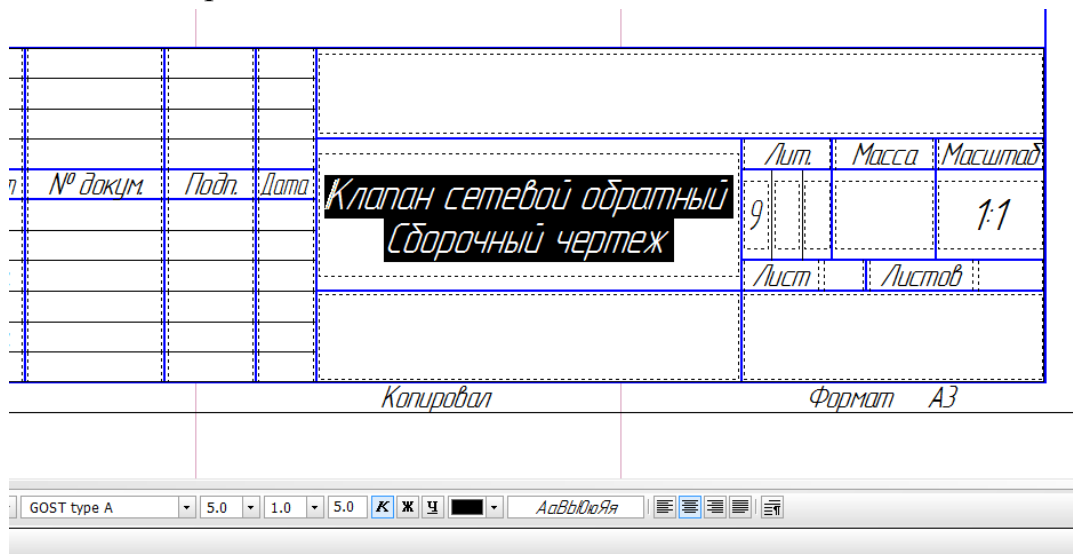 Лит. Масса Масштаб
№ докум. Подп. Дата
Клапан сетевой обратный
Сборочный чертеж
9 1:1
Лист Листов
Копировал Формат А3
GOST type A 5.0 1.0 5.0 К Ж Ч АаВЫОюЯя